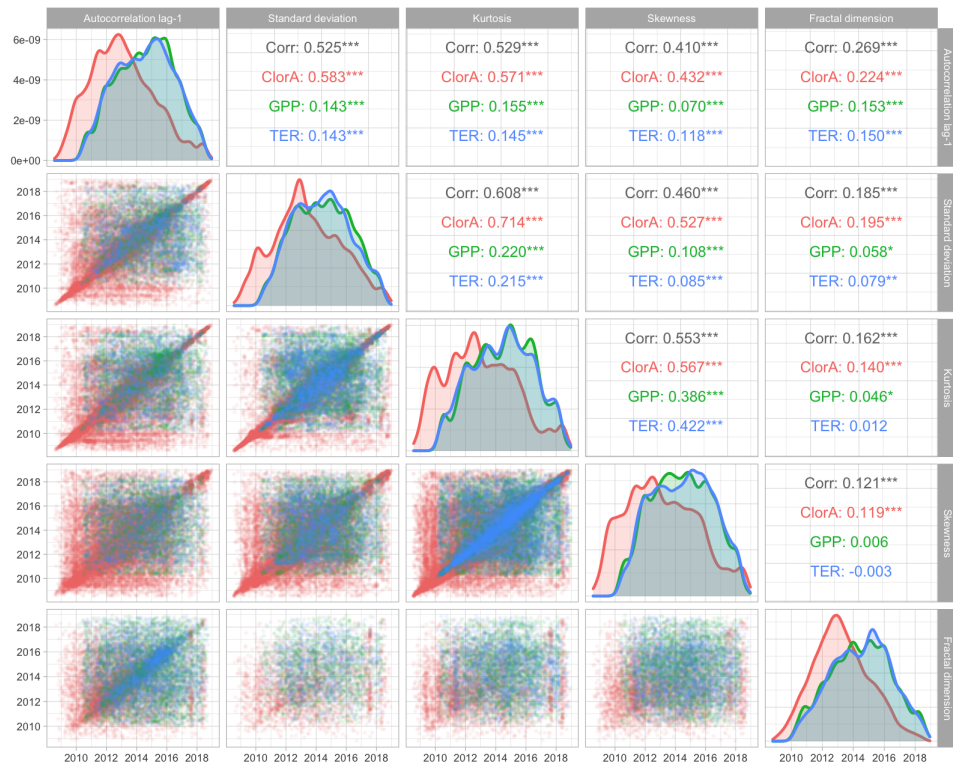 Autocorrelation lag-1
Standard deviation
Kurtosis
Skewness
Fractal dimension
6e-09
4e-09
2e-09
0e+00
Corr: 0.525***
ClorA: 0.583***
GPP: 0.143***
TER: 0.143***
Corr: 0.529***
ClorA: 0.571***
GPP: 0.155***
TER: 0.145***
Corr: 0.410***
ClorA: 0.432***
GPP: 0.070***
TER: 0.118***
Corr: 0.269***
ClorA: 0.224***
GPP: 0.153***
TER: 0.150***
Autocorrelation lag-1
2018
2016
2014
2012
2010
Corr: 0.608***
ClorA: 0.714***
GPP: 0.220***
TER: 0.215***
Corr: 0.460***
ClorA: 0.527***
GPP: 0.108***
TER: 0.085***
Corr: 0.185***
ClorA: 0.195***
GPP: 0.058*
TER: 0.079**
Standard deviation
2018
2016
2014
2012
2010
Corr: 0.553***
ClorA: 0.567***
GPP: 0.386***
TER: 0.422***
Corr: 0.162***
ClorA: 0.140***
GPP: 0.046*
TER: 0.012
Kurtosis
2018
2016
2014
2012
2010
Corr: 0.121***
ClorA: 0.119***
GPP: 0.006
TER: -0.003
Skewness
2018
2016
2014
2012
2010
Fractal dimension
2010 2012 2014 2016 2018
2010 2012 2014 2016 2018
2010 2012 2014 2016 2018
2010 2012 2014 2016 2018
2010 2012 2014 2016 2018